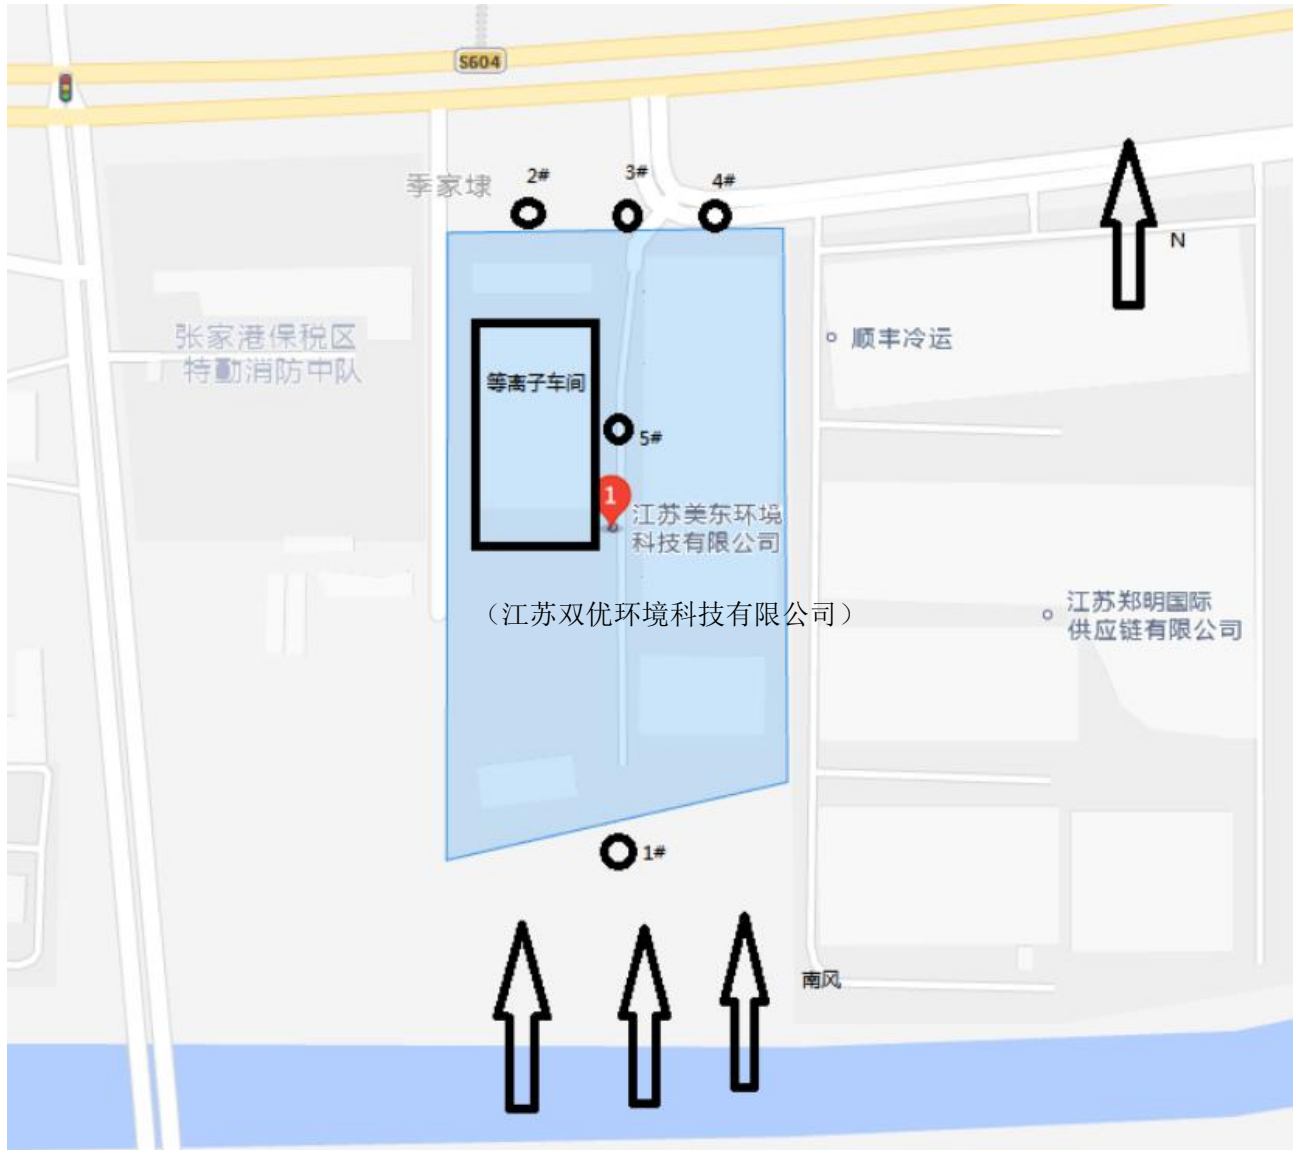 S604
季家埭
2#
3#
4#
N
张家港保税区
特勤消防中队
顺丰冷运
等离子车间
5#
1
江苏美东环境
科技有限公司
（江苏双优环境科技有限公司）
江苏郑明国际
供应链有限公司
1#
南风